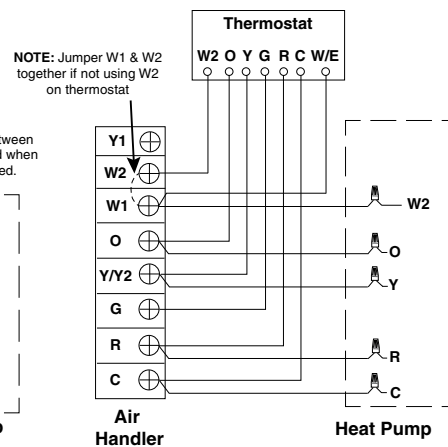 Thermostat
W2 O Y G R C W/E
NOTE: Jumper W1 & W2
together if not using W2
on thermostat
when
Y1
W2
W1
O
Y/Y2
G
R
C
Air
Handler
W2
O
Y
R
C
Heat Pump